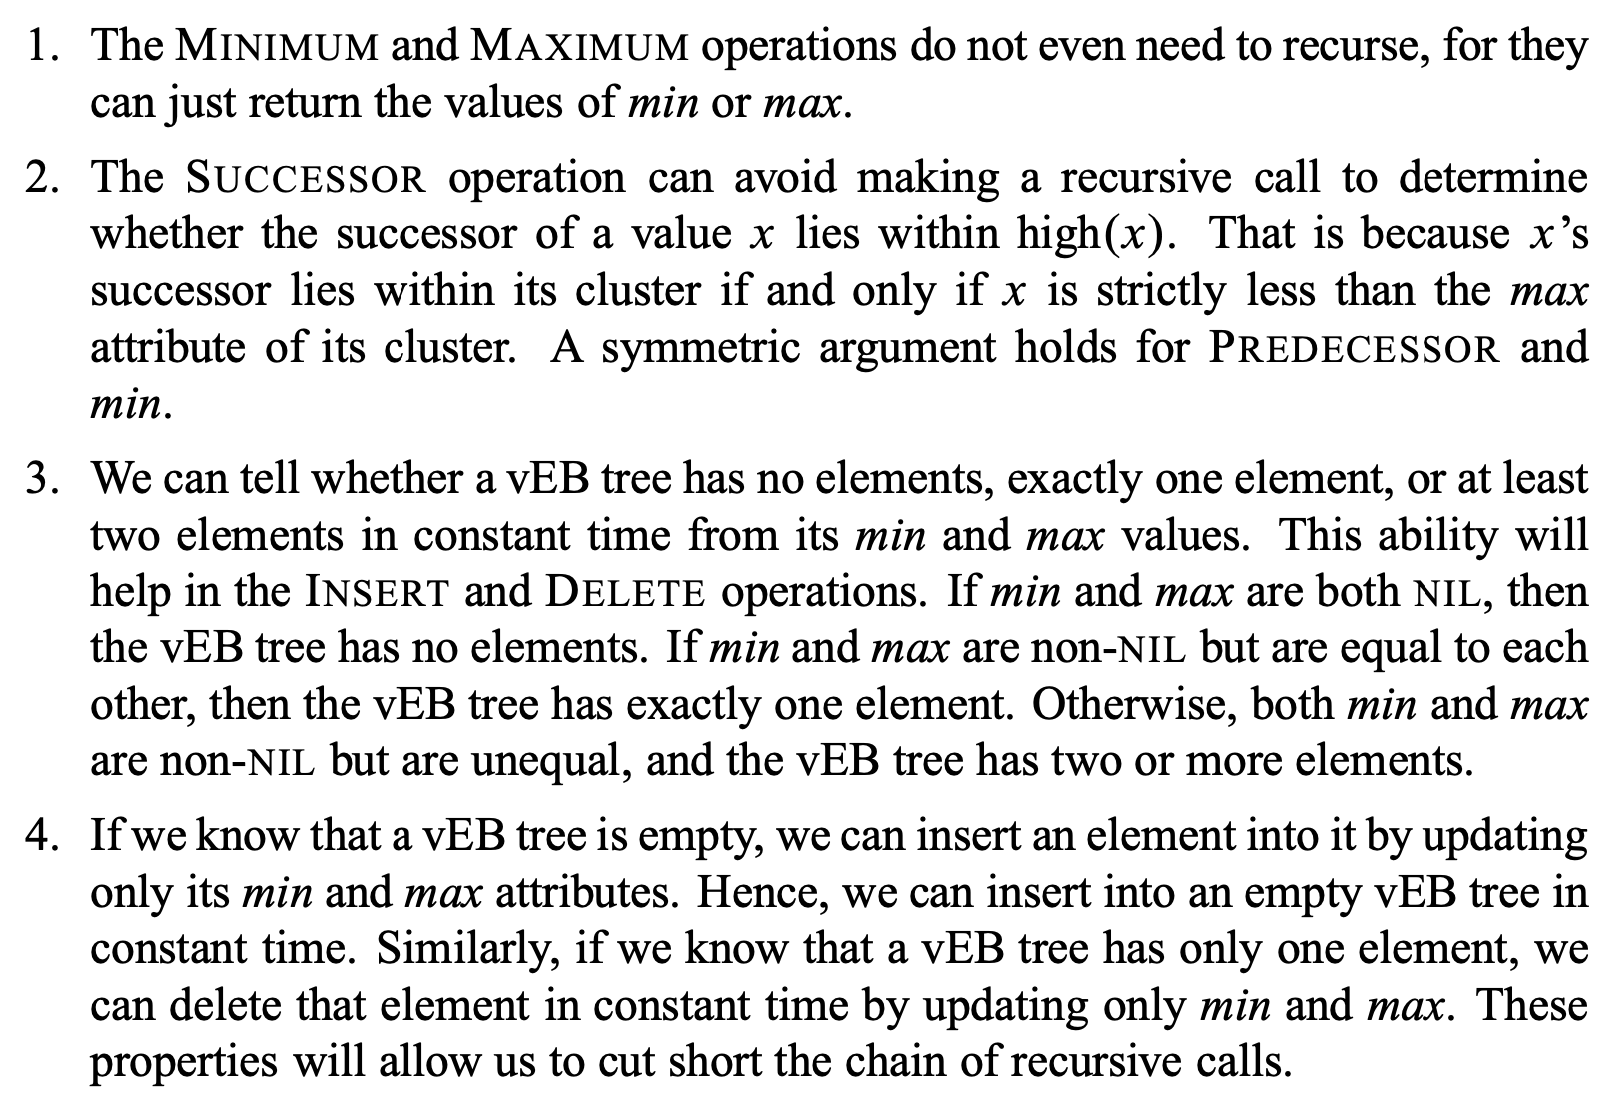 1. The MINIMUM and MAXIMUM operations do not even need to recurse, for they
can just return the values of min or max.
2. The SUCCESSOR operation can avoid making a recursive call to determine
whether the successor of a value x lies within high(x). That is because x’s
successor lies within its cluster if and only if x is strictly less than the max
attribute of its cluster. A symmetric argument holds for PREDECESSOR and
min.
3. We can tell whether a vEB tree has no elements, exactly one element, or at least
two elements in constant time from its min and max values. This ability will
help in the INSERT and DELETE operations. If min and max are both NIL, then
the vEB tree has no elements. If min and max are non-NIL but are equal to each
other, then the vEB tree has exactly one element. Otherwise, both min and max
are non-NIL but are unequal, and the vEB tree has two or more elements.
4. If we know that a vEB tree is empty, we can insert an element into it by updating
only its min and max attributes. Hence, we can insert into an empty vEB tree in
constant time. Similarly, if we know that a vEB tree has only one element, we
can delete that element in constant time by updating only min and max. These
properties will allow us to cut short the chain of recursive calls.